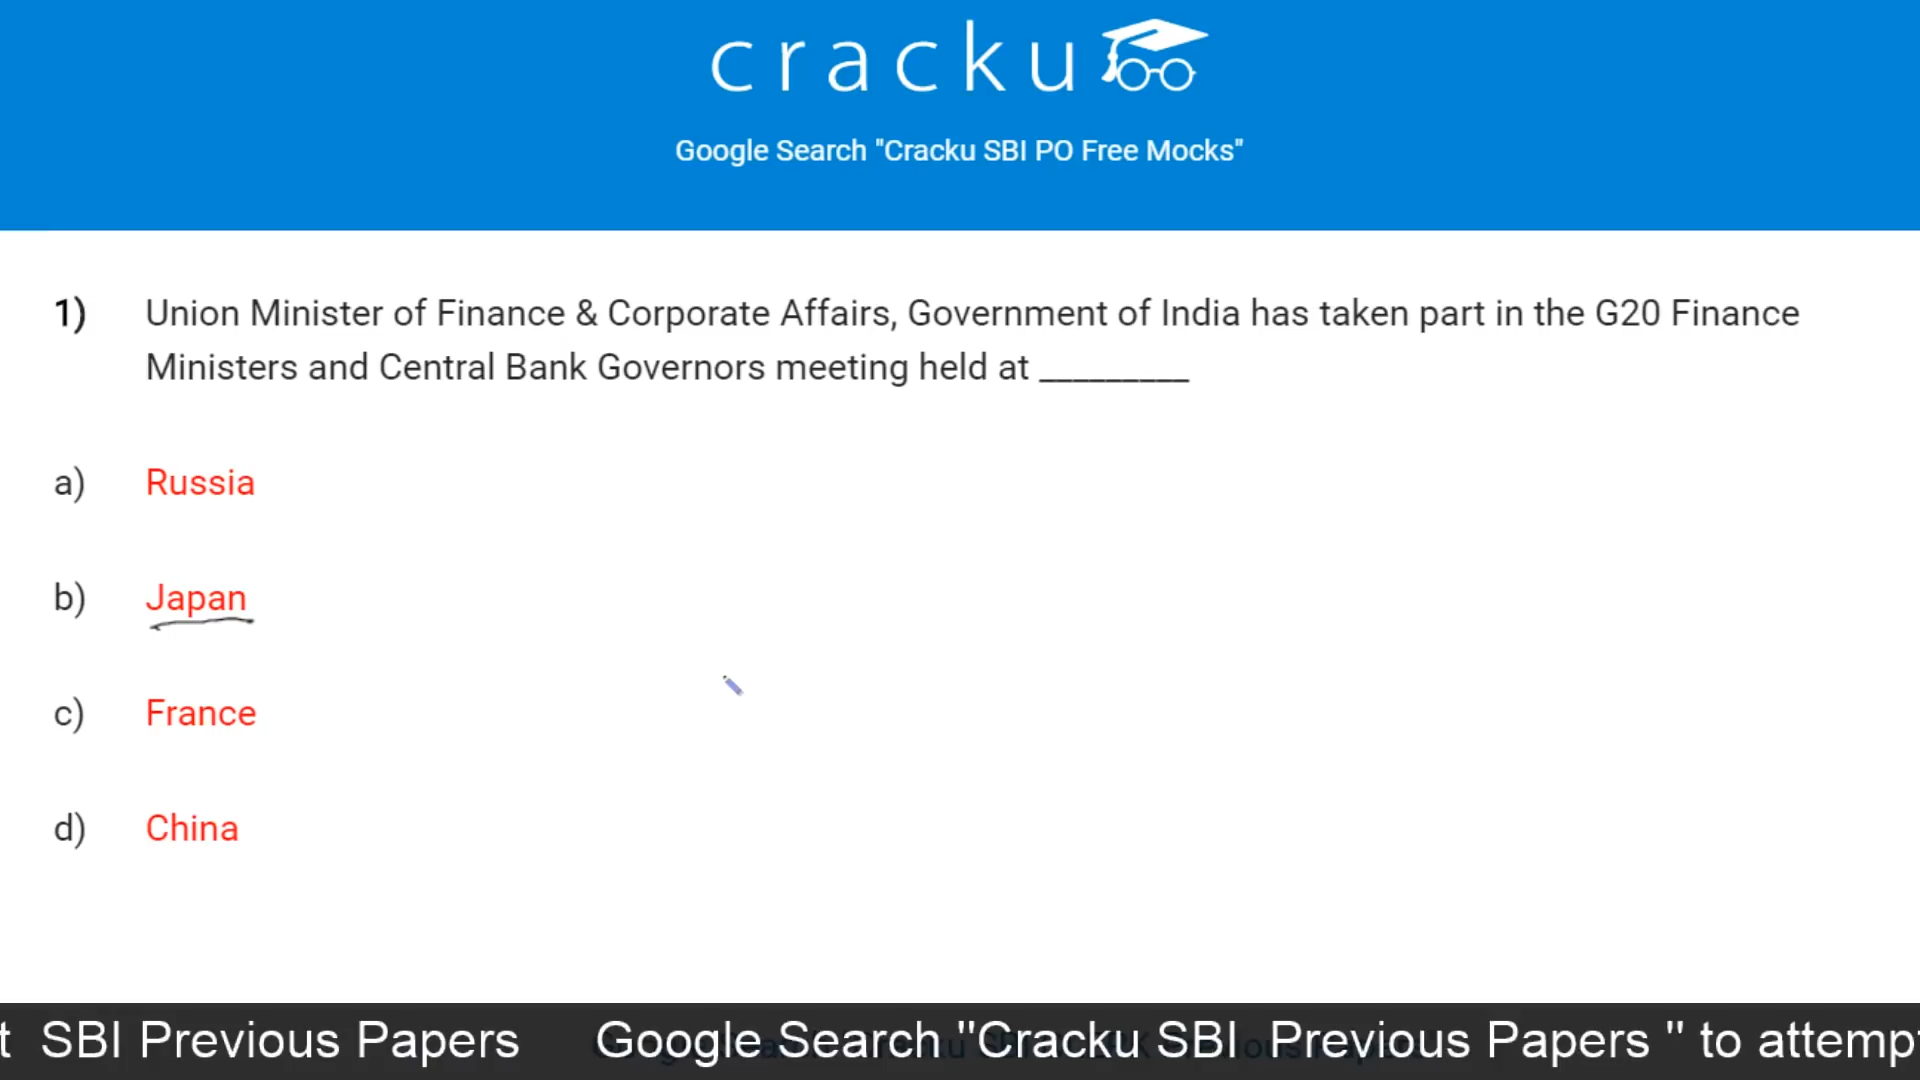 cracku
Google Search "Cracku SBI PO Free Mocks"
1) Union Minister of Finance & Corporate Affairs, Government of India has taken part in the G20 Finance
Ministers and Central Bank Governors meeting held at _________
a) Russia
b) Japan
c) France
d) China
t SBI Previous Papers Google Search "Cracku SBI Previous Papers " to attemp